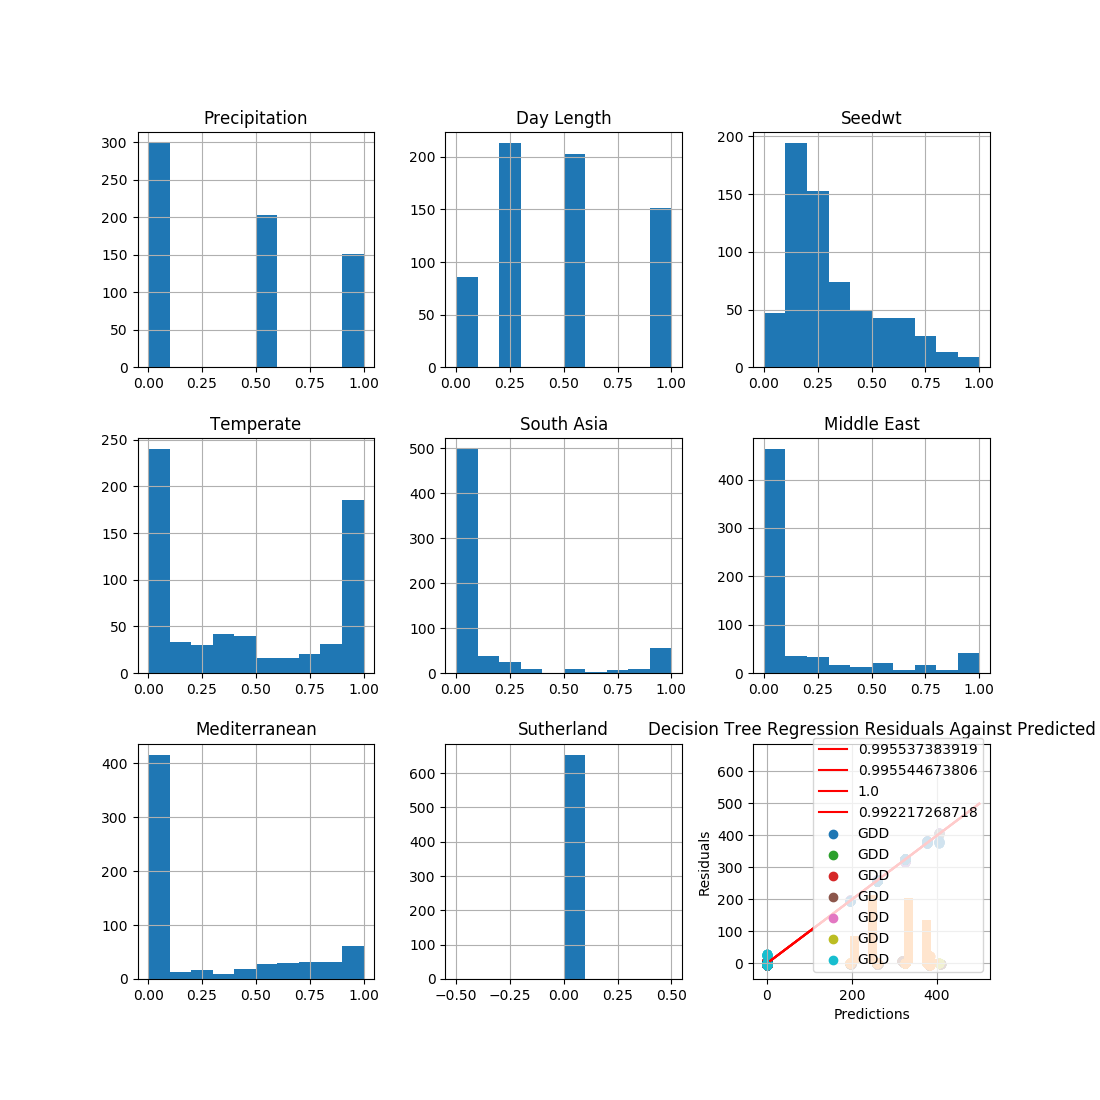 Precipitation
300
250
200
150
100
50
0
0.00 0.25 0.50 0.75 1.00
Day Length
200
150
100
50
0
0.00 0.25 0.50 0.75 1.00
Seedwt
200
150
100
50
0
0.00 0.25 0.50 0.75 1.00
Temperate
250
200
150
100
50
0
0.00 0.25 0.50 0.75 1.00
South Asia
500
400
300
200
100
0
0.00 0.25 0.50 0.75 1.00
Middle East
400
300
200
100
0
0.00 0.25 0.50 0.75 1.00
Mediterranean
400
300
200
100
0
0.00 0.25 0.50 0.75 1.00
Sutherland
600
500
400
300
200
100
0
−0.50 −0.25 0.00 0.25 0.50
Decision Tree Regression Residuals Against Predicted
600
500
400
300
200
100
0
Residuals
0.995537383919
0.995544673806
1.0
0.992217268718
GDD
GDD
GDD
GDD
GDD
GDD
GDD
0 200 400
Predictions